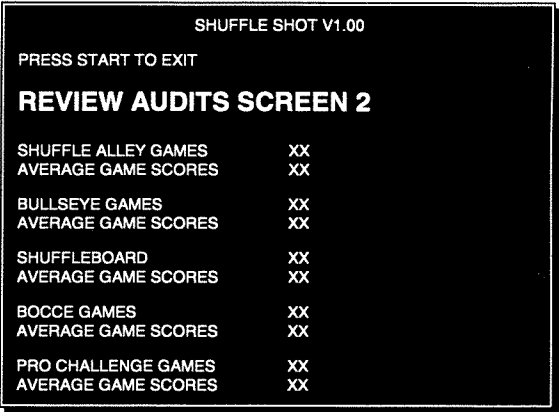 SHUFFLE SHOT V1.00
PRESS START TO EXIT
REVIEW AUDITS SCREEN 2
SHUFFLE ALLEY GAMES XX
AVERAGE GAME SCORES XX
BULLSEYE GAMES XX
AVERAGE GAME SCORES XX
SHUFFLEBOARD XX
AVERAGE GAME SCORES XX
BOCCE GAMES XX
AVERAGE GAME SCORES XX
PRO CHALLENGE GAMES XX
AVERAGE GAME SCORES XX